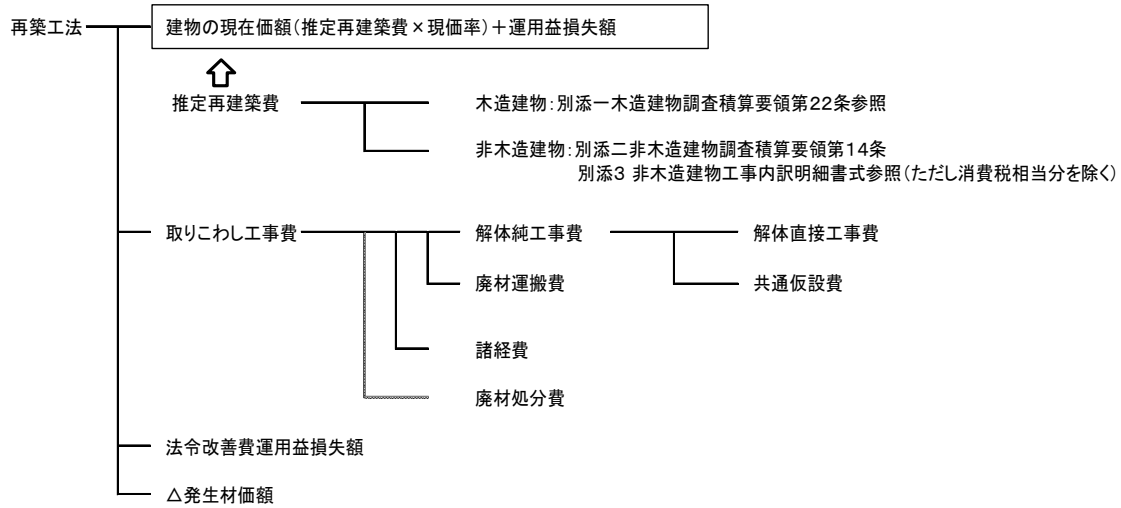 再築工法
建物の現在価額(推定再建築費×現価率)＋運用益損失額
推定再建築費
木造建物：別添一木造建物調査積算要領第２２条参照
非木造建物：別添二非木造建物調査積算要領第１４条
別添３ 非木造建物工事内訳明細書式参照(ただし消費税相当分を除く)
取りこわし工事費
解体純工事費
解体直接工事費
廃材運搬費
共通仮設費
諸経費
廃材処分費
法令改善費運用益損失額
△発生材価額